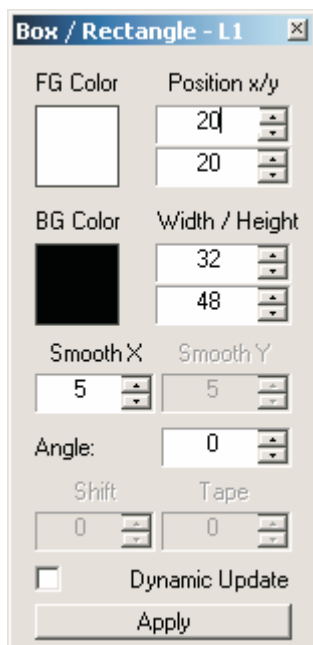 Box / Rectangle - L1
FG Color Position x/y
20
20
BG Color Width / Height
32
48
Smooth X Smooth Y
5 5
Angle: 0
Shift Tape
0 0
Dynamic Update
Apply